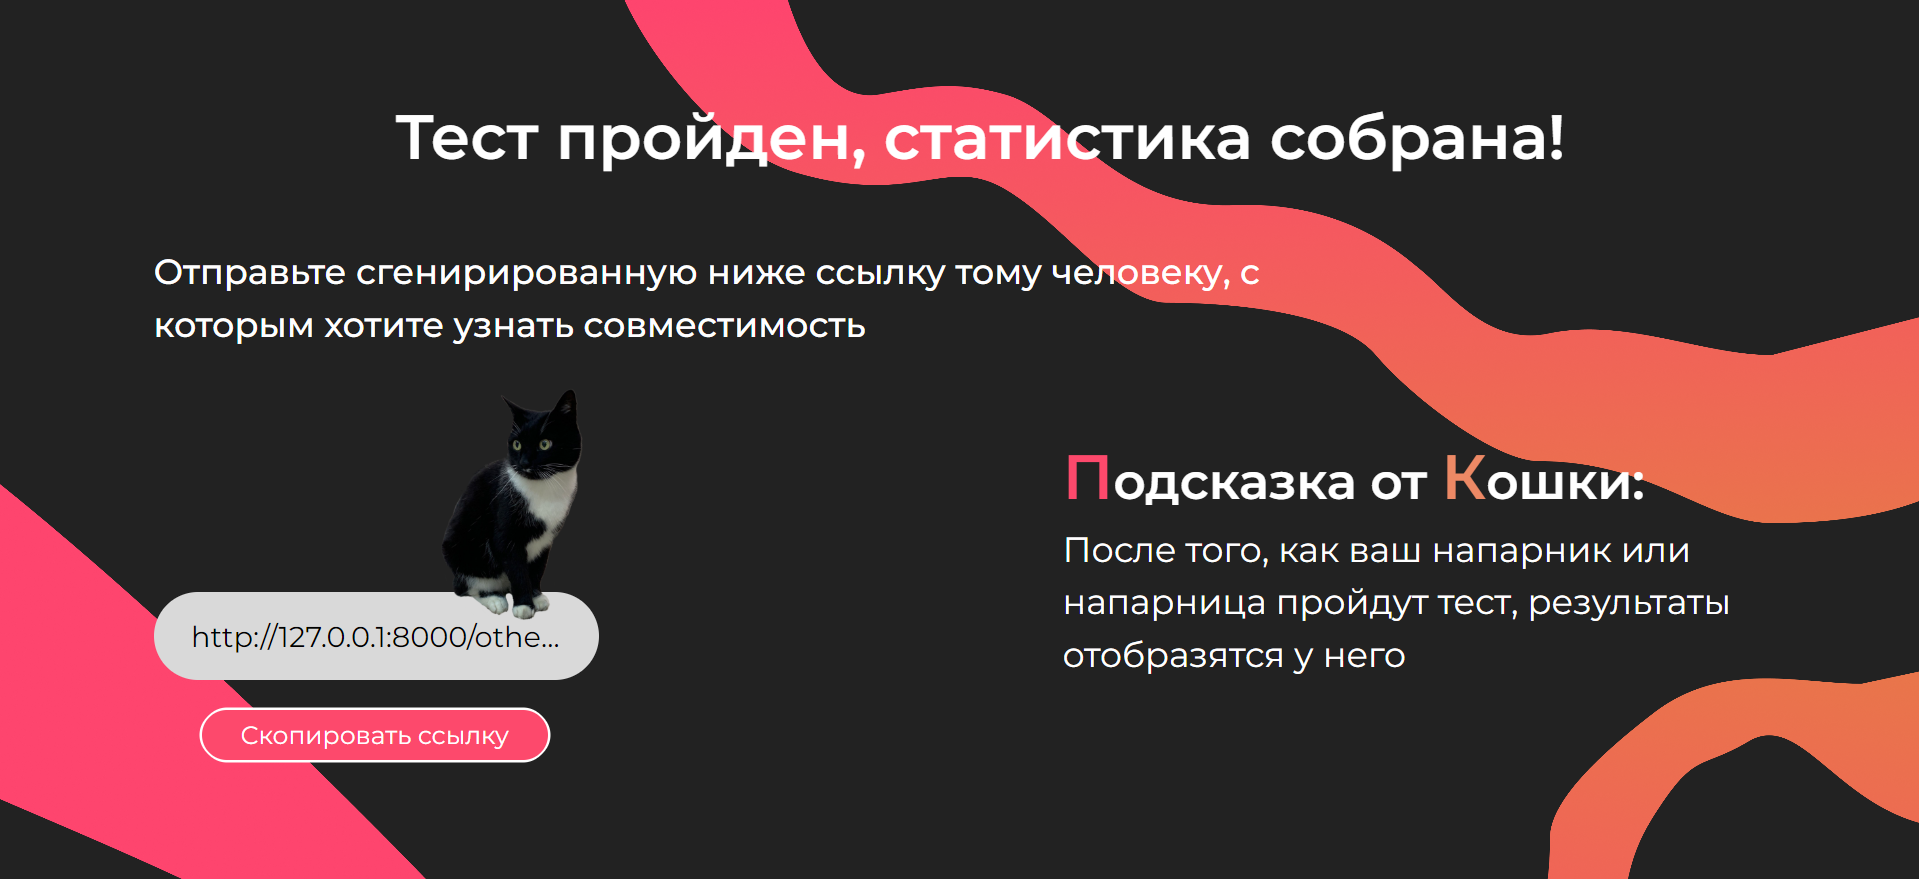 Тест пройден, статистика собрана!
Отправьте сгенирированную ниже ссылку тому человеку, с
которым хотите узнать совместимость
Подсказка от Кошки:
После того, как ваш напарник или
напарница пройдут тест, результаты
отобразятся у него
http://127.0.0.1:8000/othe...
Скопировать ссылку